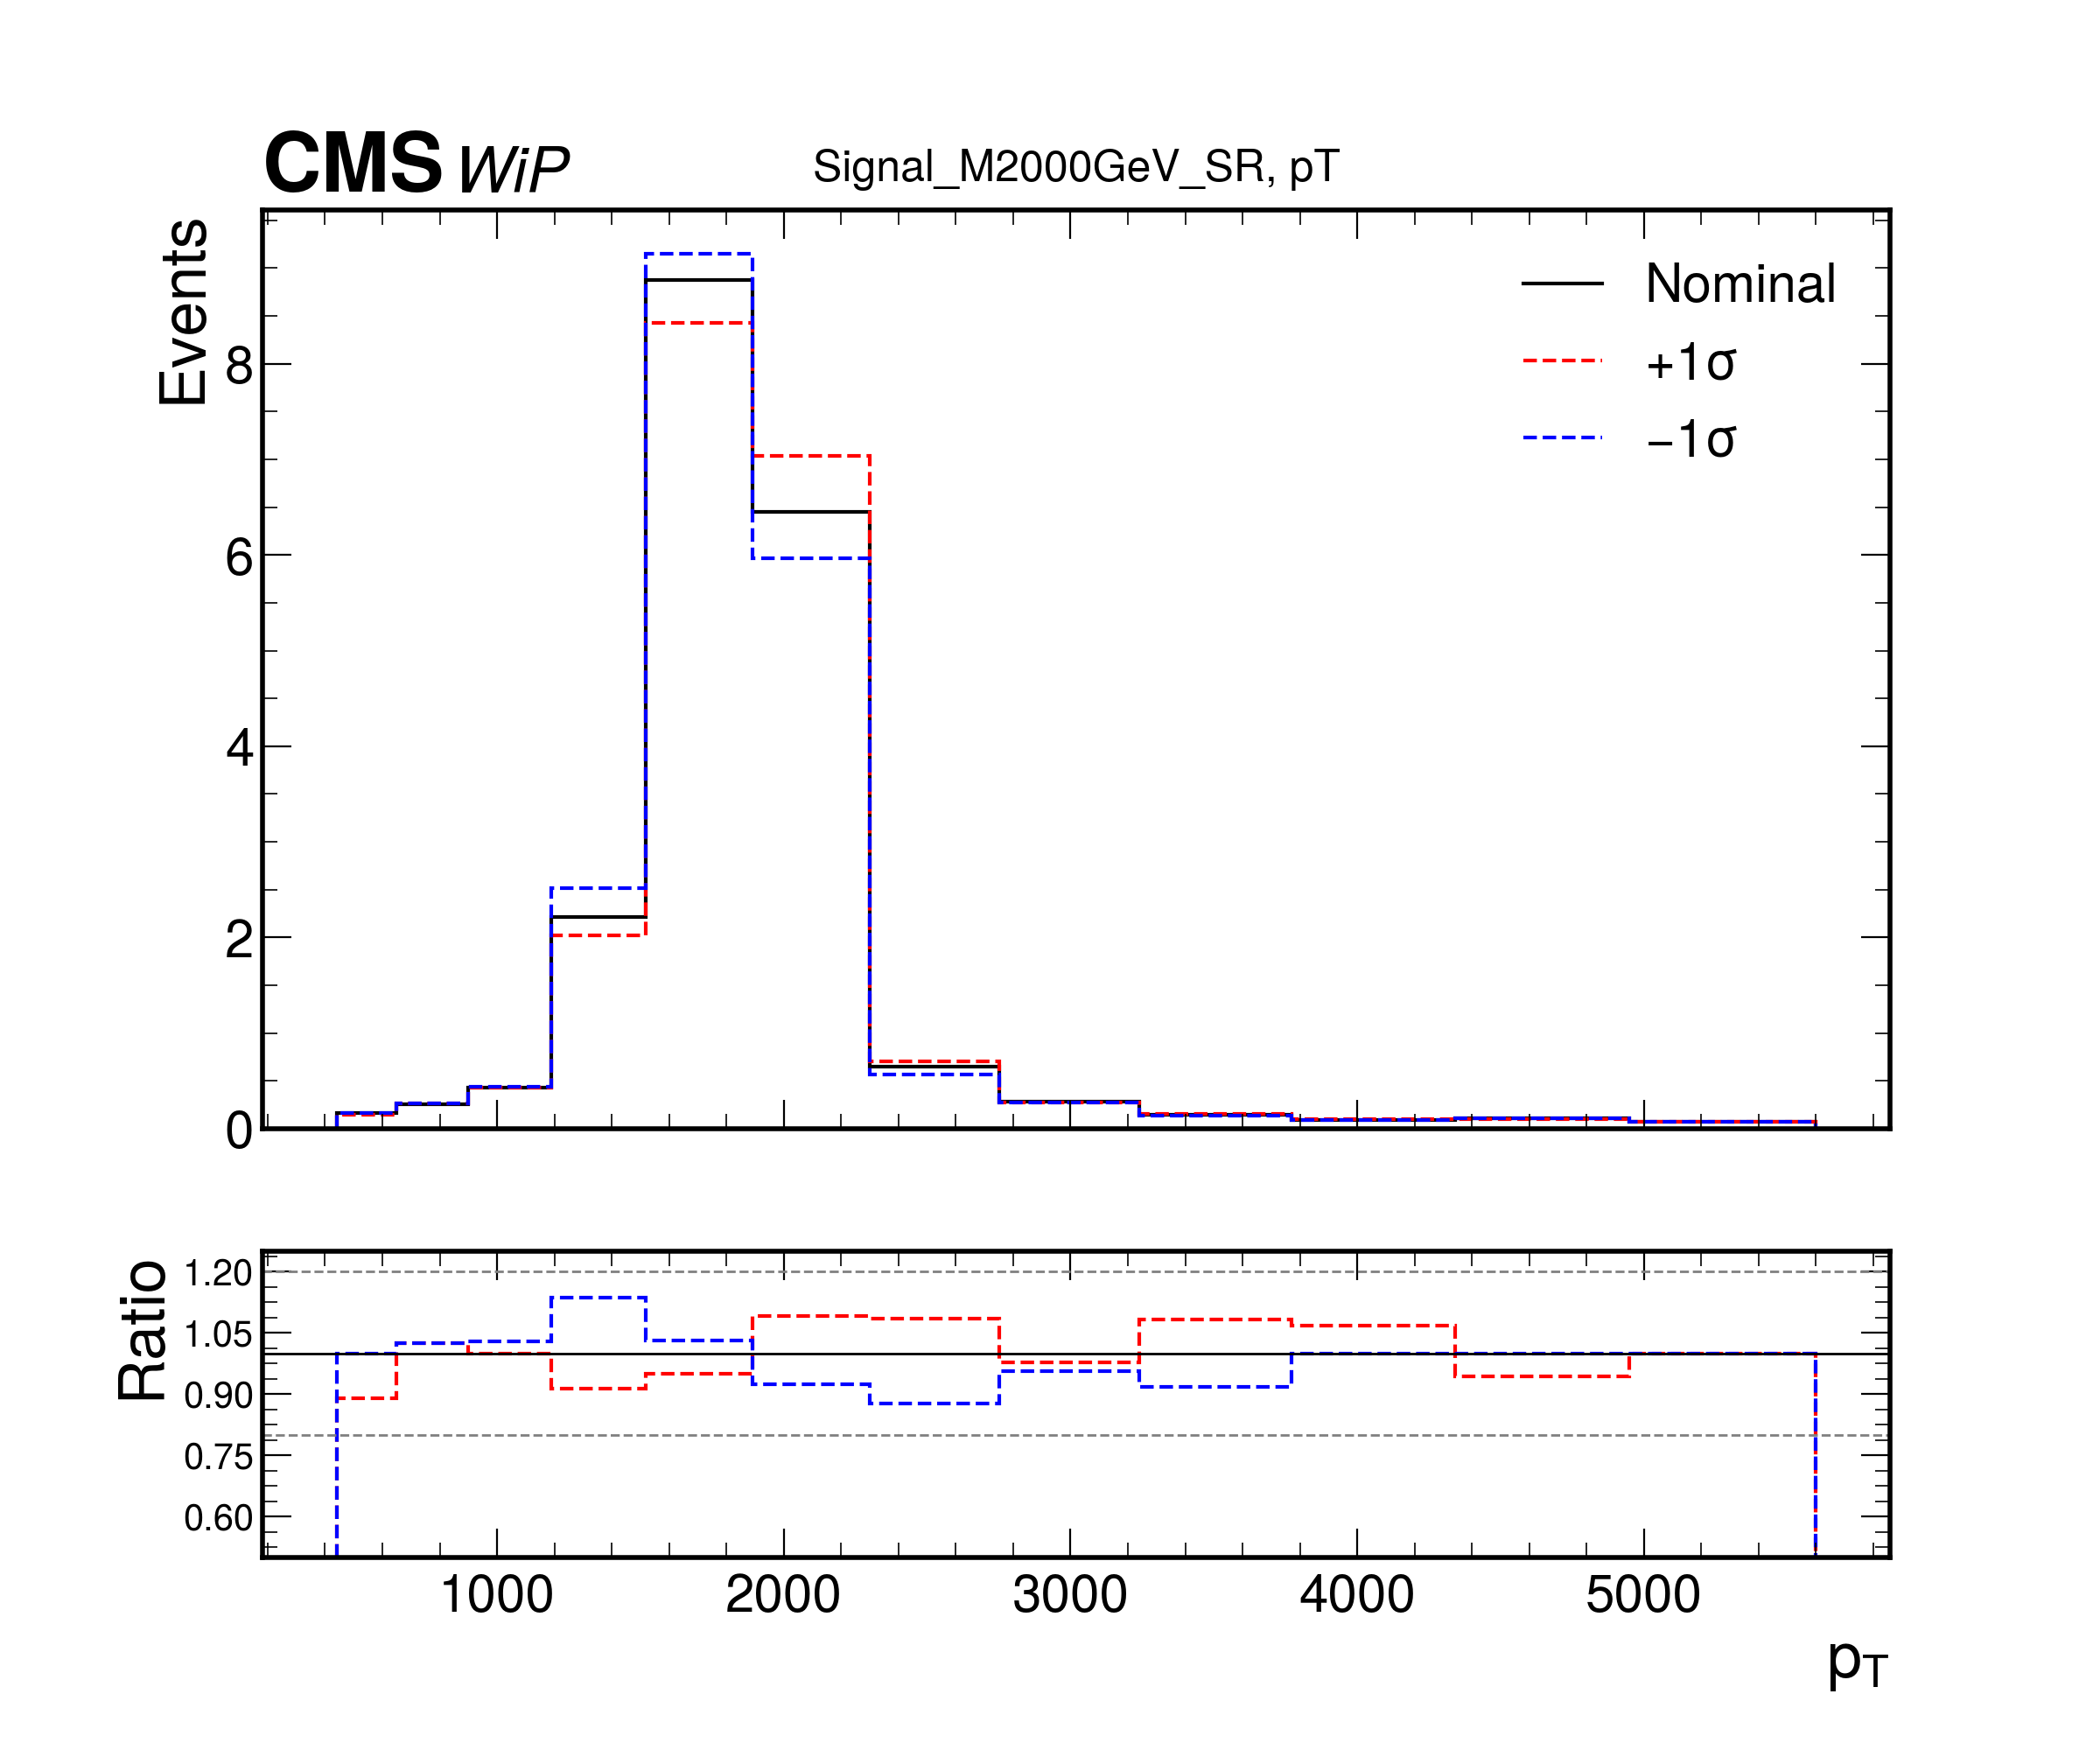 CMS WiP
Signal_M2000GeV_SR, pT
Events
8
6
4
2
0
Nominal
+1σ
−1σ
Ratio
1.20
1.05
0.90
0.75
0.60
1000 2000 3000 4000 5000
pT